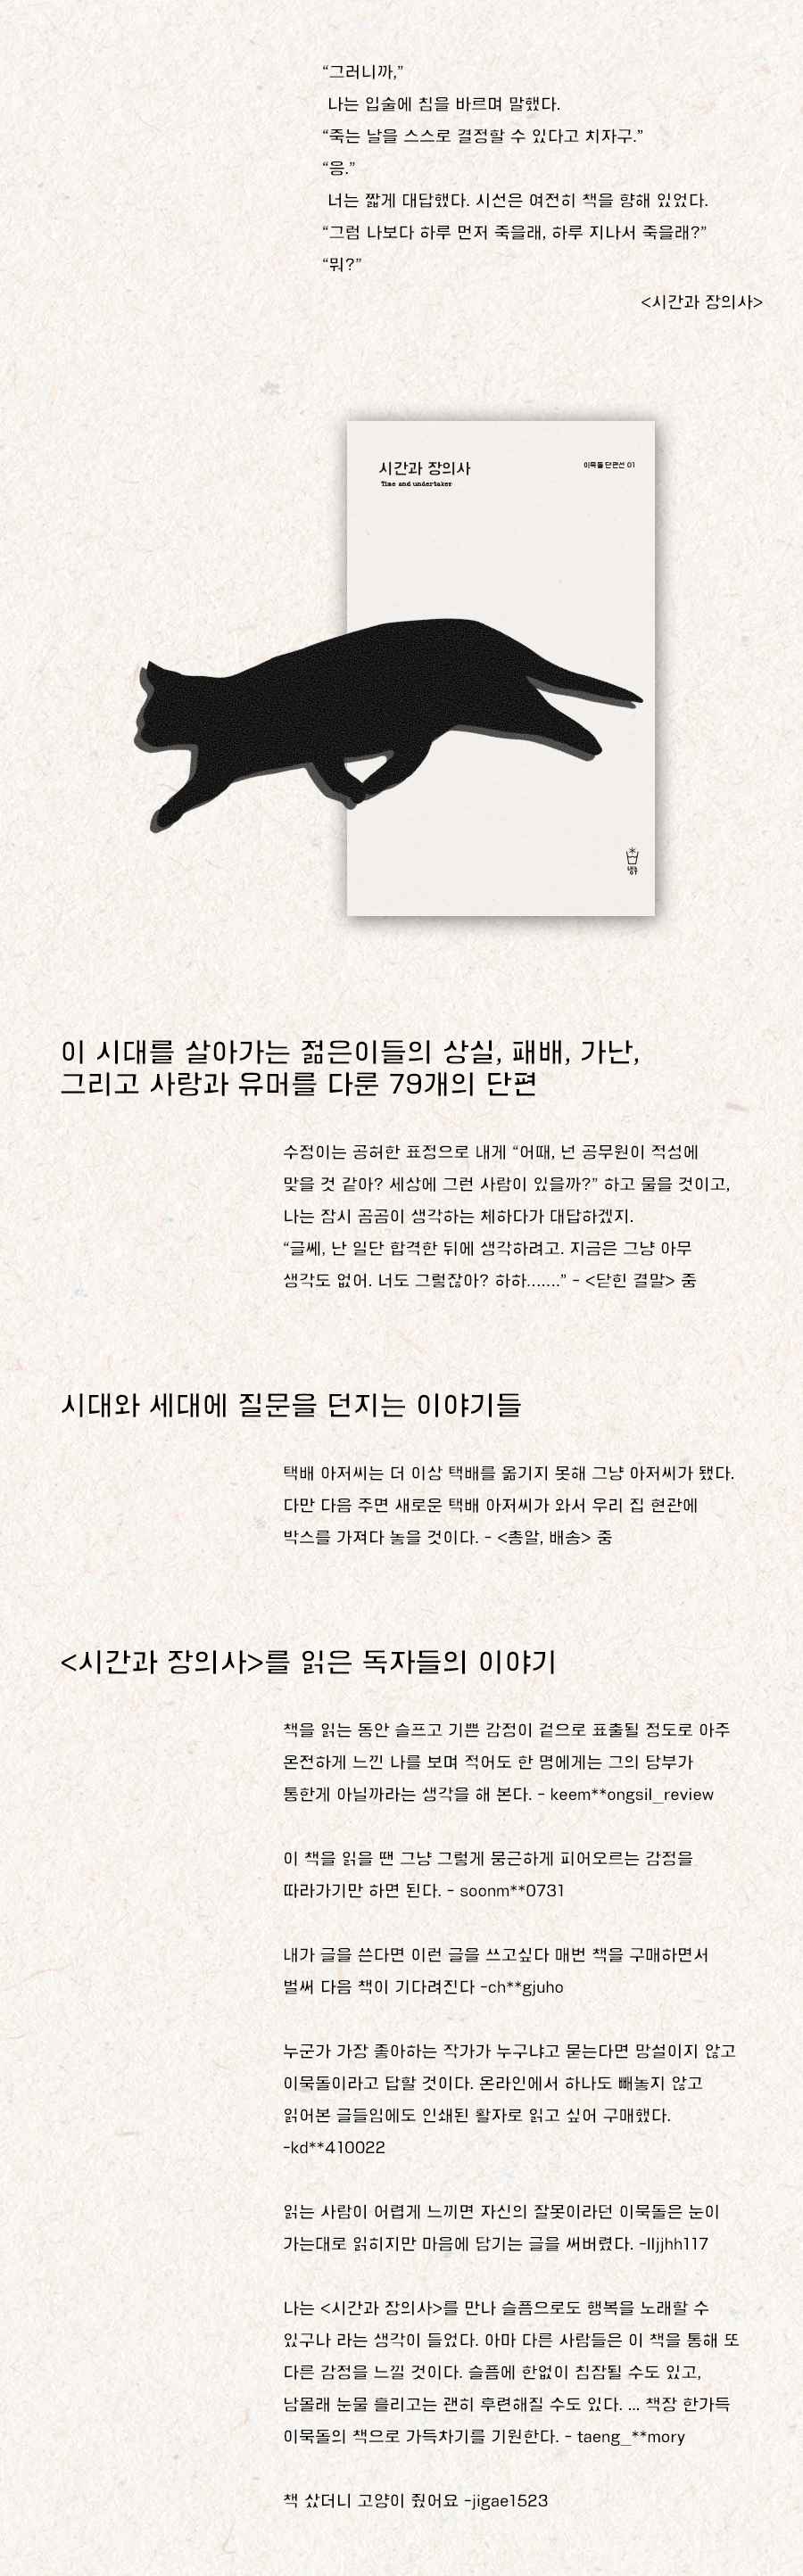 “그러니까,”
나는 입술에 침을 바르며 말했다.
“죽는 날을 스스로 결정할 수 있다고 치자구.”
“응.”
너는 짧게 대답했다. 시선은 여전히 책을 향해 있었다.
“그럼 나보다 하루 먼저 죽을래, 하루 지나서 죽을래?”
“뭐?”
<시간과 장의사>
시간과 장의사
이묵돌 단편선 01
Time and undertaker
냉수
이 시대를 살아가는 젊은이들의 상실, 패배, 가난,
그리고 사랑과 유머를 다룬 79개의 단편
수정이는 공허한 표정으로 내게 “어때, 넌 공무원이 적성에
맞을 것 같아? 세상에 그런 사람이 있을까?” 하고 물을 것이고,
나는 잠시 곰곰이 생각하는 체하다가 대답하겠지.
“글쎄, 난 일단 합격한 뒤에 생각하려고. 지금은 그냥 아무
생각도 없어. 너도 그렇잖아? 하하.......” - <닫힌 결말> 중
시대와 세대에 질문을 던지는 이야기들
택배 아저씨는 더 이상 택배를 옮기지 못해 그냥 아저씨가 됐다.
다만 다음 주면 새로운 택배 아저씨가 와서 우리 집 현관에
박스를 가져다 놓을 것이다. - <총알, 배송> 중
<시간과 장의사>를 읽은 독자들의 이야기
책을 읽는 동안 슬프고 기쁜 감정이 겉으로 표출될 정도로 아주
온전하게 느낀 나를 보며 적어도 한 명에게는 그의 당부가
통한게 아닐까라는 생각을 해 본다. - keem**ongsil_review
이 책을 읽을 땐 그냥 그렇게 뭉근하게 피어오르는 감정을
따라가기만 하면 된다. - soonm**0731
내가 글을 쓴다면 이런 글을 쓰고싶다 매번 책을 구매하면서
벌써 다음 책이 기다려진다 -ch**gjuho
누군가 가장 좋아하는 작가가 누구냐고 묻는다면 망설이지 않고
이묵돌이라고 답할 것이다. 온라인에서 하나도 빼놓지 않고
읽어본 글들임에도 인쇄된 활자로 읽고 싶어 구매했다.
-kd**410022
읽는 사람이 어렵게 느끼면 자신의 잘못이라던 이묵돌은 눈이
가는대로 읽히지만 마음에 담기는 글을 써버렸다. -lljjhh117
나는 <시간과 장의사>를 만나 슬픔으로도 행복을 노래할 수
있구나 라는 생각이 들었다. 아마 다른 사람들은 이 책을 통해 또
다른 감정을 느낄 것이다. 슬픔에 한없이 침잠될 수도 있고,
남몰래 눈물 흘리고는 괜히 후련해질 수도 있다. ... 책장 한가득
이묵돌의 책으로 가득차기를 기원한다. - taeng_**mory
책 샀더니 고양이 줬어요 -jigae1523